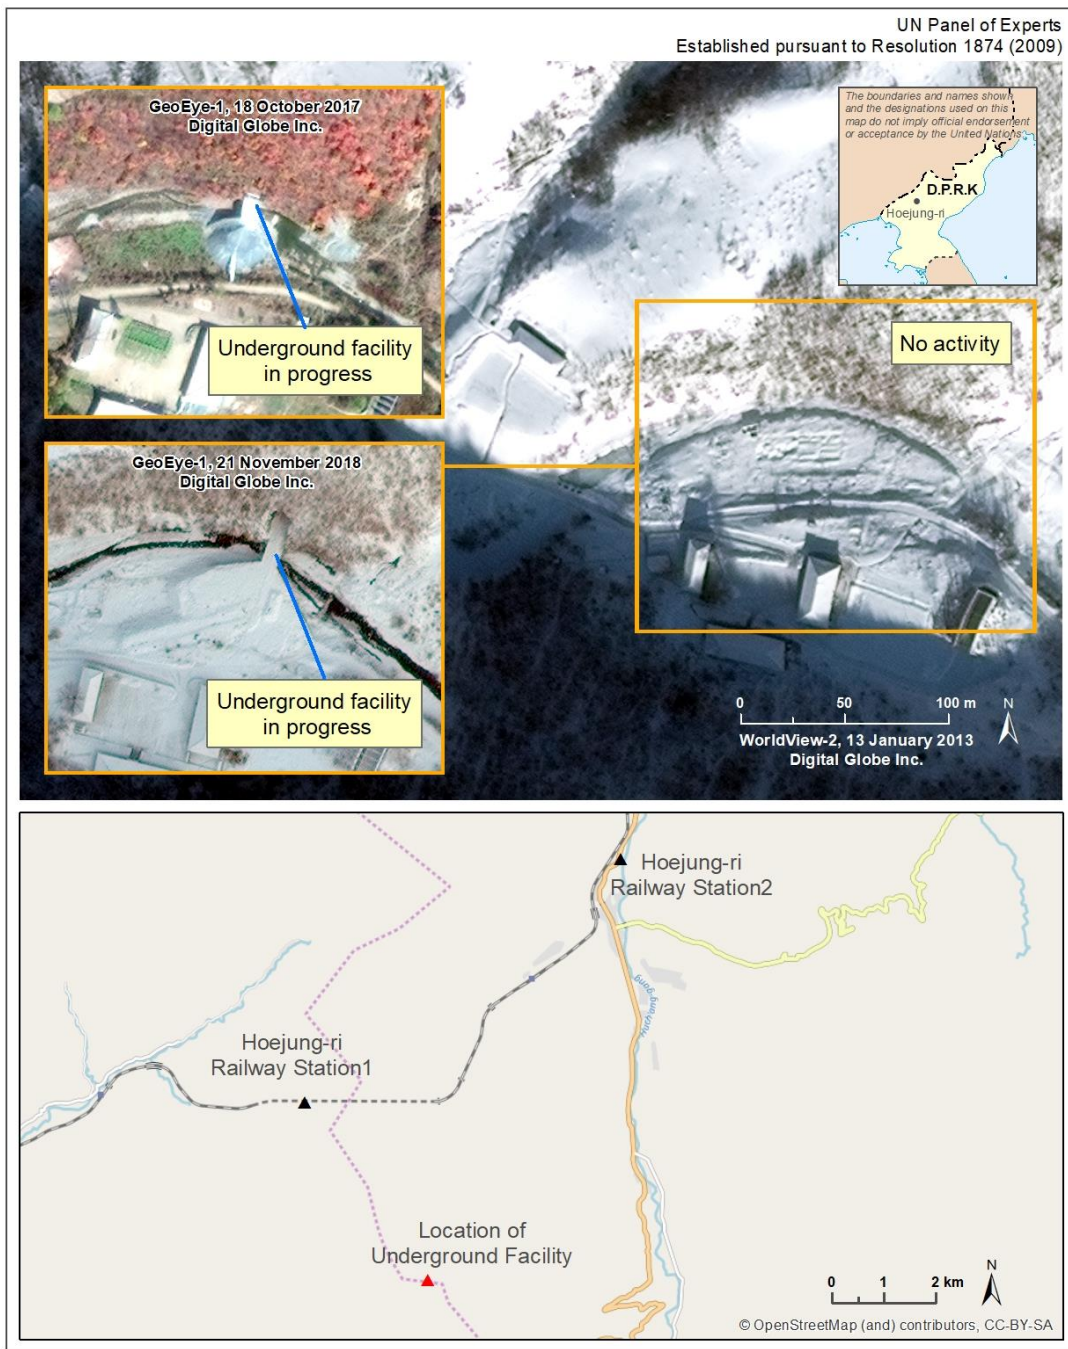 UN Panel of Experts
Established pursuant to Resolution 1874 (2009)
GeoEye-1, 18 October 2017
Digital Globe Inc.
Underground facility
in progress
The boundaries and names shown
and the designations used on this
map do not imply official endorsement
or acceptance by the United Nations
D.P.R.K
Hoejung-ri
No activity
GeoEye-1, 21 November 2018
Digital Globe Inc.
Underground facility
in progress
0 50 100 m
N
WorldView-2, 13 January 2013
Digital Globe Inc.
Hoejung-ri
Railway Station2
Huch'ang-gang
Hoejung-ri
Railway Station1
Location of
Underground Facility
0 1 2 km
N
© OpenStreetMap (and) contributors, CC-BY-SA